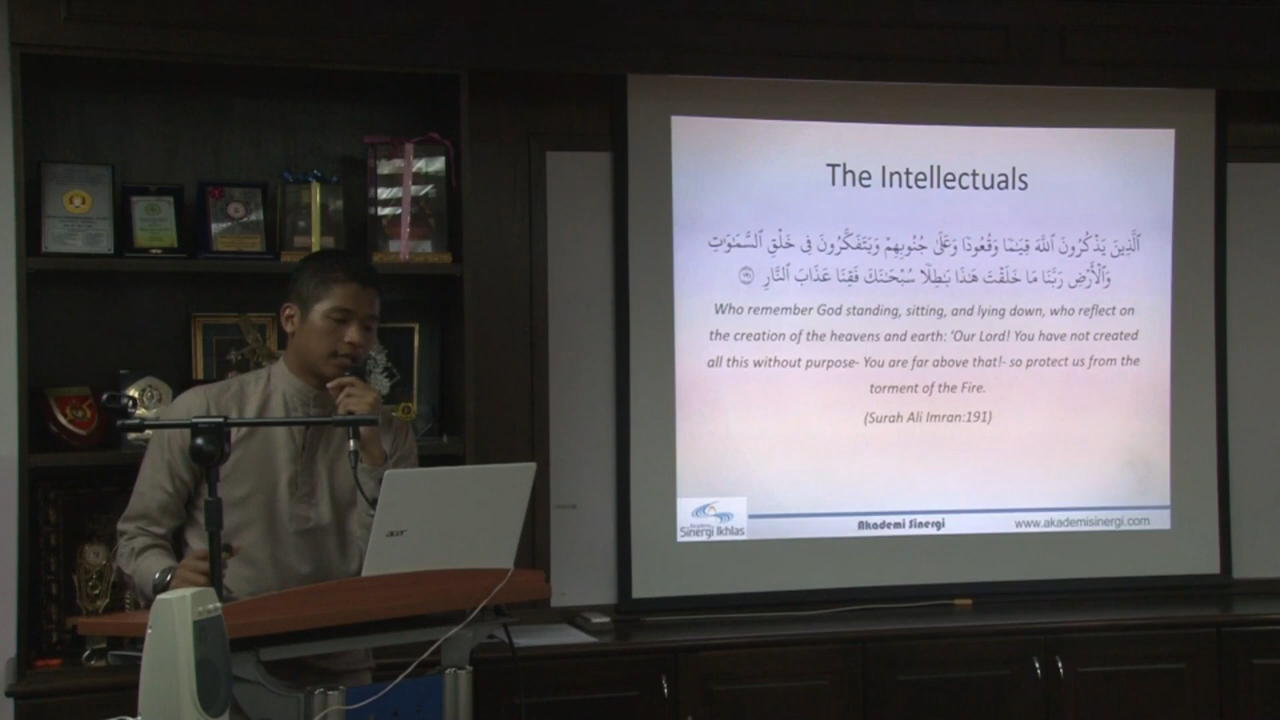 The Intellectuals
ٱلَّذِينَ يَذْكُرُونَ ٱللَّهَ قِيَٰمًا وَقُعُودًا وَعَلَىٰ جُنُوبِهِمْ وَيَتَفَكَّرُونَ فِى خَلْقِ ٱلسَّمَٰوَٰتِ
وَٱلْأَرْضِ رَبَّنَا مَا خَلَقْتَ هَٰذَا بَٰطِلًا سُبْحَٰنَكَ فَقِنَا عَذَابَ ٱلنَّارِ ١٩١
Who remember God standing, sitting, and lying down, who reflect on
the creation of the heavens and earth: ‘Our Lord! You have not created
all this without purpose- You are far above that!- so protect us from the
torment of the Fire.
(Surah Ali Imran:191)
Akademi
Sinergi Ikhlas
Akademi Sinergi
www.akademisinergi.com
acer